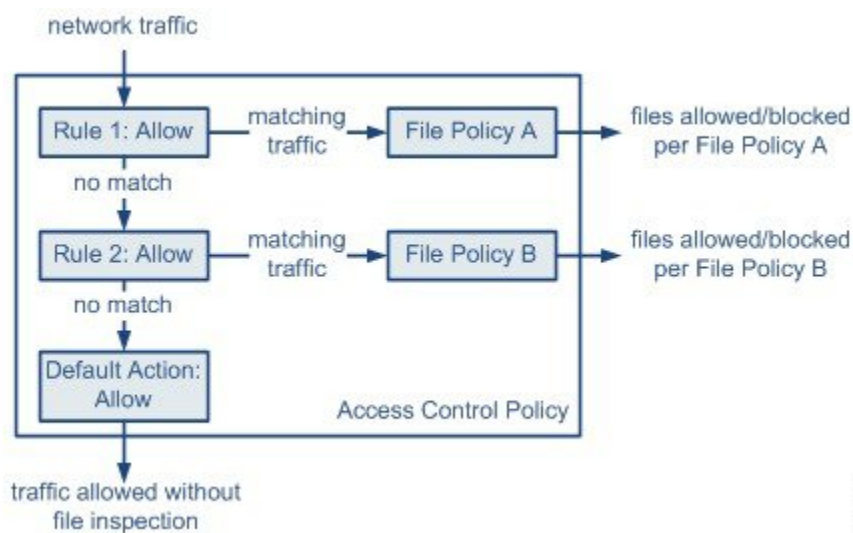 network traffic
Rule 1: Allow
matching
traffic
File Policy A
files allowed/blocked
per File Policy A
no match
Rule 2: Allow
matching
traffic
File Policy B
files allowed/blocked
per File Policy B
no match
Default Action:
Allow
Access Control Policy
traffic allowed without
file inspection